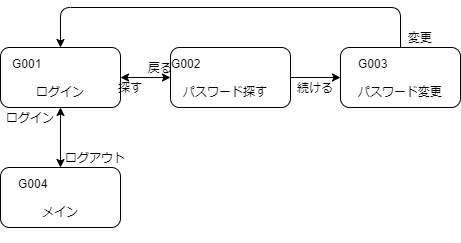 変更
G001
ログイン
戻る
探す
G002
パスワード探す
続ける
G003
パスワード変更
ログイン
ログアウト
G004
メイン